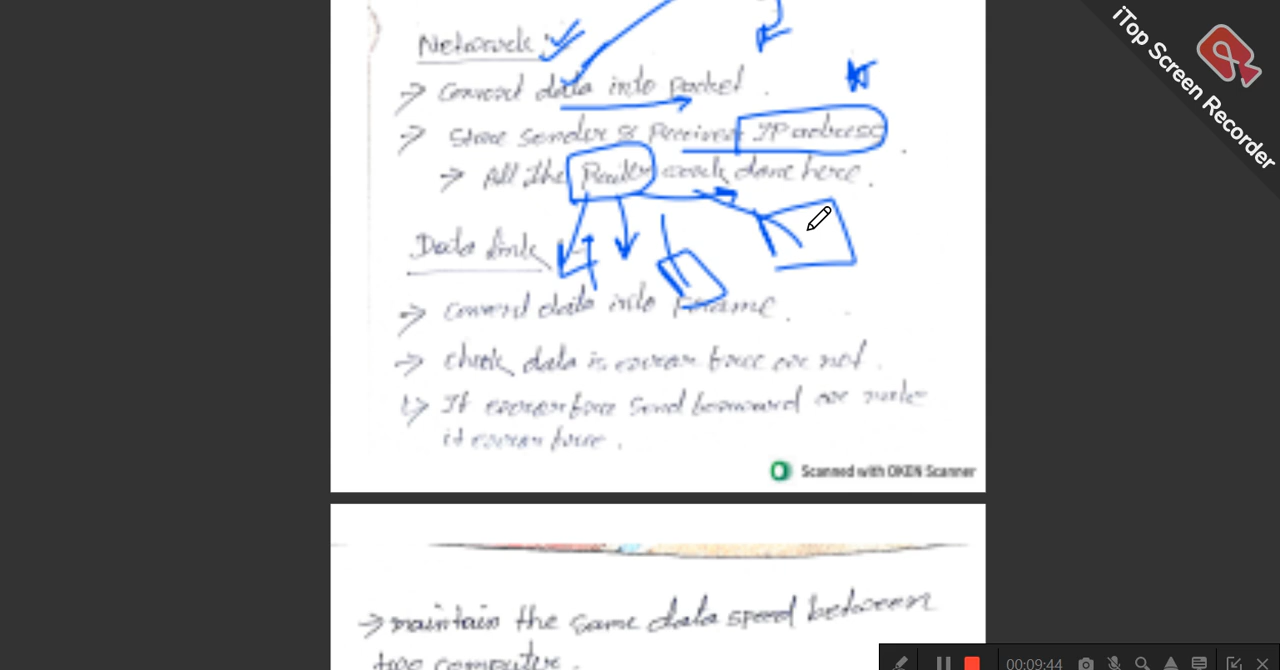 Network:
→ Convert data into packet.
→ Store sender & Receiver IP address.
→ All the Router work done here.
Data link
→ Convert data into Frame.
→ check data is error free or not.
↳ If error free send forward or make
it error free.
Scanned with OKEN Scanner
→ maintain the same data speed between
two computer.
iTop Screen Recorder
00:09:44